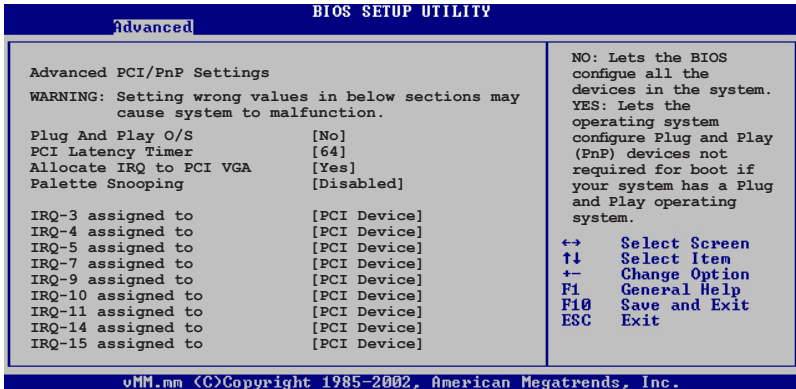 BIOS SETUP UTILITY
Advanced
Advanced PCI/PnP Settings
WARNING: Setting wrong values in below sections may
cause system to malfunction.
Plug And Play O/S [No]
PCI Latency Timer [64]
Allocate IRQ to PCI VGA [Yes]
Palette Snooping [Disabled]
IRQ-3 assigned to [PCI Device]
IRQ-4 assigned to [PCI Device]
IRQ-5 assigned to [PCI Device]
IRQ-7 assigned to [PCI Device]
IRQ-9 assigned to [PCI Device]
IRQ-10 assigned to [PCI Device]
IRQ-11 assigned to [PCI Device]
IRQ-14 assigned to [PCI Device]
IRQ-15 assigned to [PCI Device]
NO: Lets the BIOS
configue all the
devices in the system.
YES: Lets the
operating system
configure Plug and Play
(PnP) devices not
required for boot if
your system has a Plug
and Play operating
system.
←→ Select Screen
↑↓ Select Item
+- Change Option
F1 General Help
F10 Save and Exit
ESC Exit
vMM.mm (C)Copyright 1985-2002, American Megatrends, Inc.